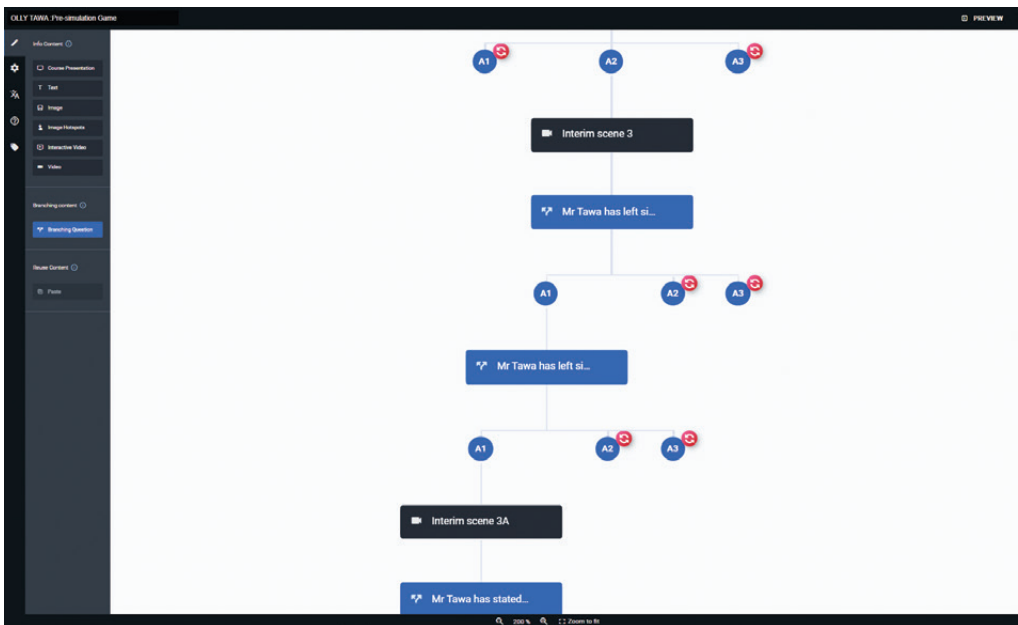 OLLY TAWA :Pre-simulation Game
PREVIEW
Info Content
Course Presentation
Text
Image
Image Hotspots
Interactive Video
Video
Branching content
Branching Question
Reuse Content
Paste
A1
A2
A3
Interim scene 3
Mr Tawa has left si...
A1
A2
A3
Mr Tawa has left si...
A1
A2
A3
Interim scene 3A
Mr Tawa has stated...
200 %
Zoom to fit